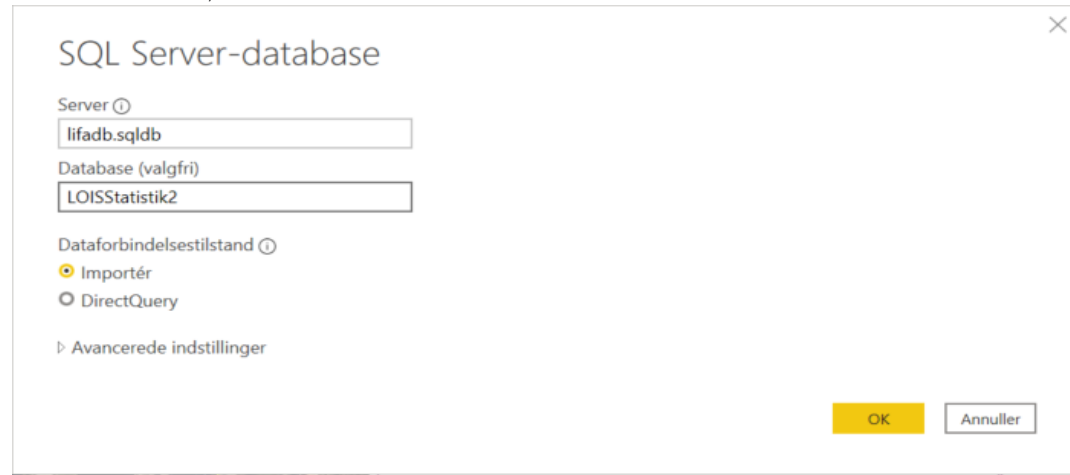 SQL Server-database
Server
lifadb.sqldb
Database (valgfri)
LOISStatistik2
Dataforbindelsestilstand
Importér
DirectQuery
Avancerede indstillinger
OK Annuller